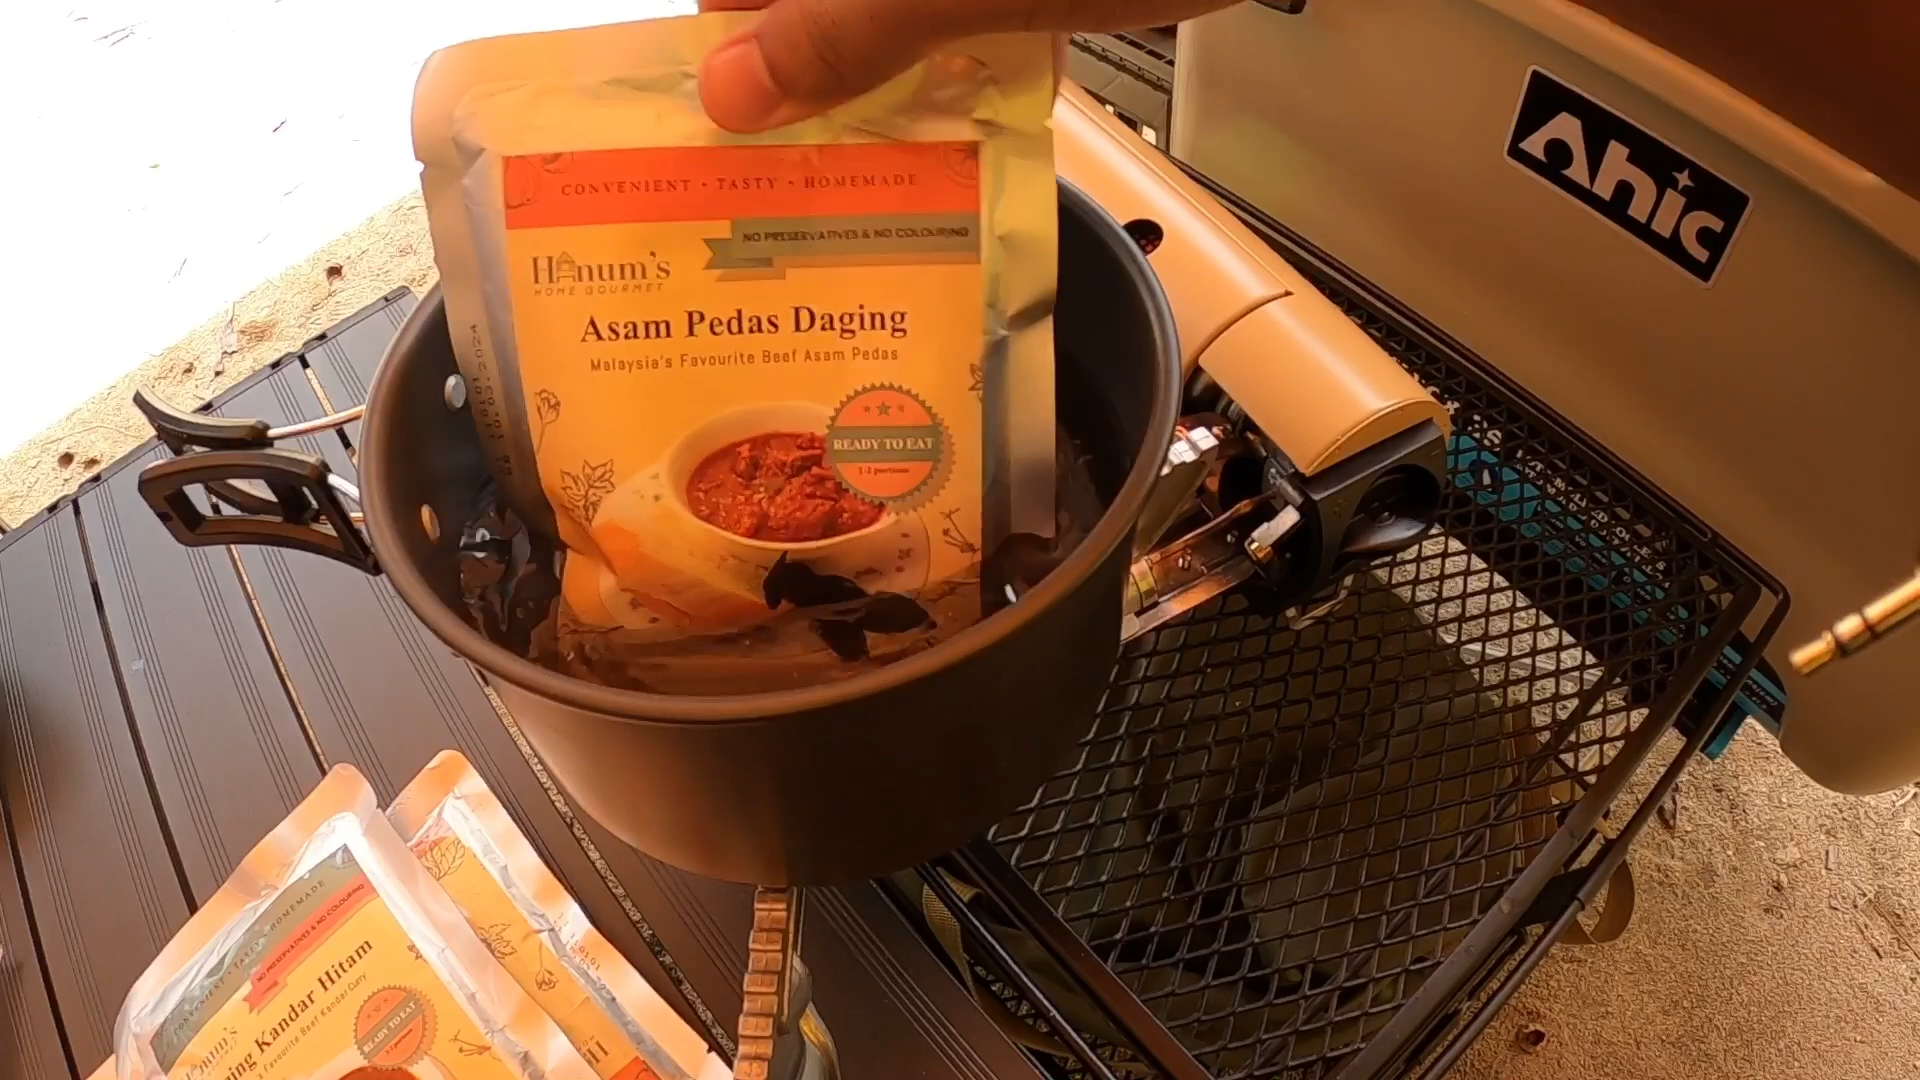 CONVENIENT • TASTY • HOMEMADE
NO PRESERVATIVES & NO COLOURING
Hanum's
HOME GOURMET
Asam Pedas Daging
Malaysia's Favourite Beef Asam Pedas
READY TO EAT
1-2 portions
Ahic
CONVENIENT • TASTY • HOMEMADE
NO PRESERVATIVES & NO COLOURING
Kandar Hitam
Favourite Beef Kandar Curry
READY TO EAT